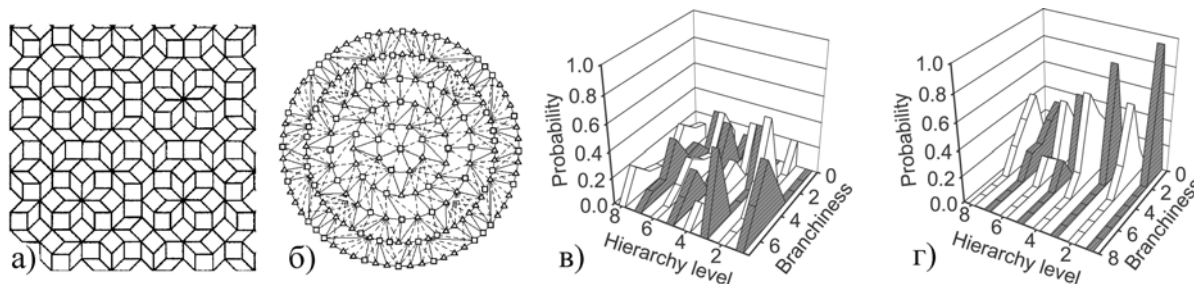 а)
б)
Probability
1.0
0.8
0.6
0.4
0.2
0.0
8 6 4 2
Hierarchy level
0
2
4
6
Branchiness
в)
Probability
1.0
0.8
0.6
0.4
0.2
0.0
8 6 4 2
Hierarchy level
0
2
4
6
8
Branchiness
г)